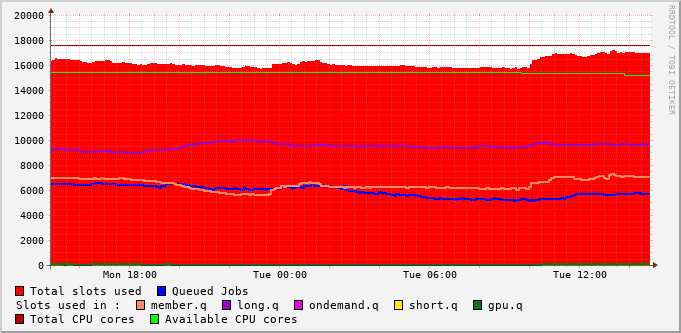 20000
18000
16000
14000
12000
10000
8000
6000
4000
2000
0
Mon 18:00 Tue 00:00 Tue 06:00 Tue 12:00
RRDTOOL / TOBI OETIKER
Total slots used Queued Jobs
Slots used in : member.q long.q ondemand.q short.q gpu.q
Total CPU cores Available CPU cores